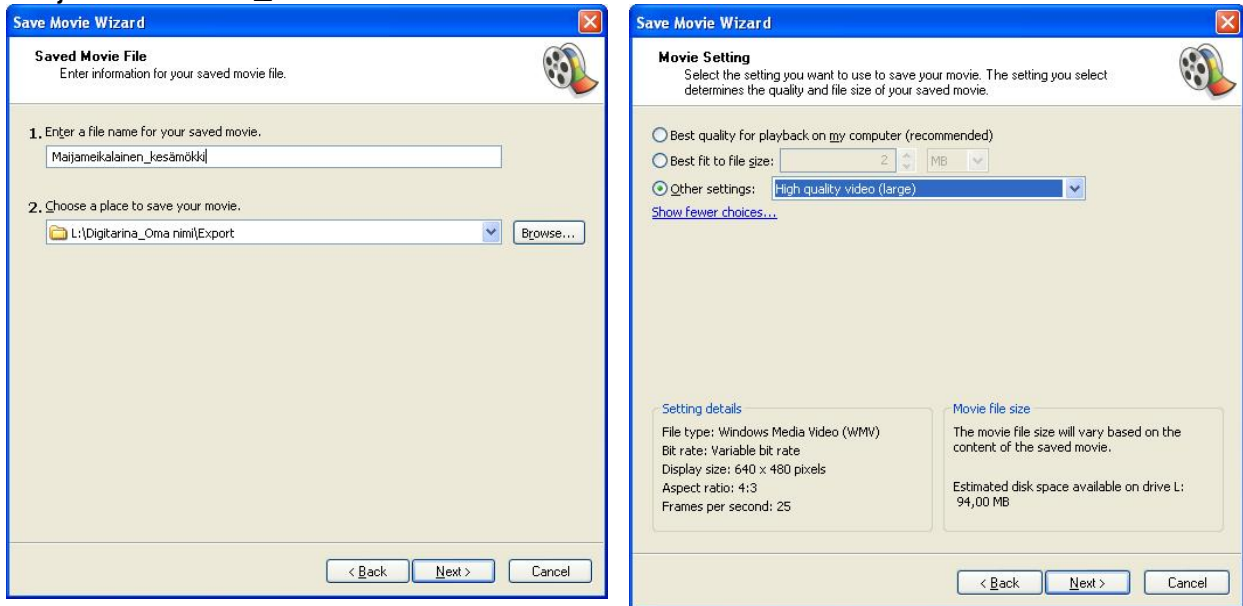 Save Movie Wizard
Saved Movie File
Enter information for your saved movie file.
1. Enter a file name for your saved movie.
Maijameikalainen_kesämökki
2. Choose a place to save your movie.
L:\Digitarina_Oma nimi\Export
Browse...
< Back Next > Cancel
Save Movie Wizard
Movie Setting
Select the setting you want to use to save your movie. The setting you select
determines the quality and file size of your saved movie.
Best quality for playback on my computer (recommended)
Best fit to file size: 2 MB
Other settings: High quality video (large)
Show fewer choices...
Setting details
File type: Windows Media Video (WMV)
Bit rate: Variable bit rate
Display size: 640 x 480 pixels
Aspect ratio: 4:3
Frames per second: 25
Movie file size
The movie file size will vary based on the
content of the saved movie.
Estimated disk space available on drive L:
94,00 MB
< Back Next > Cancel